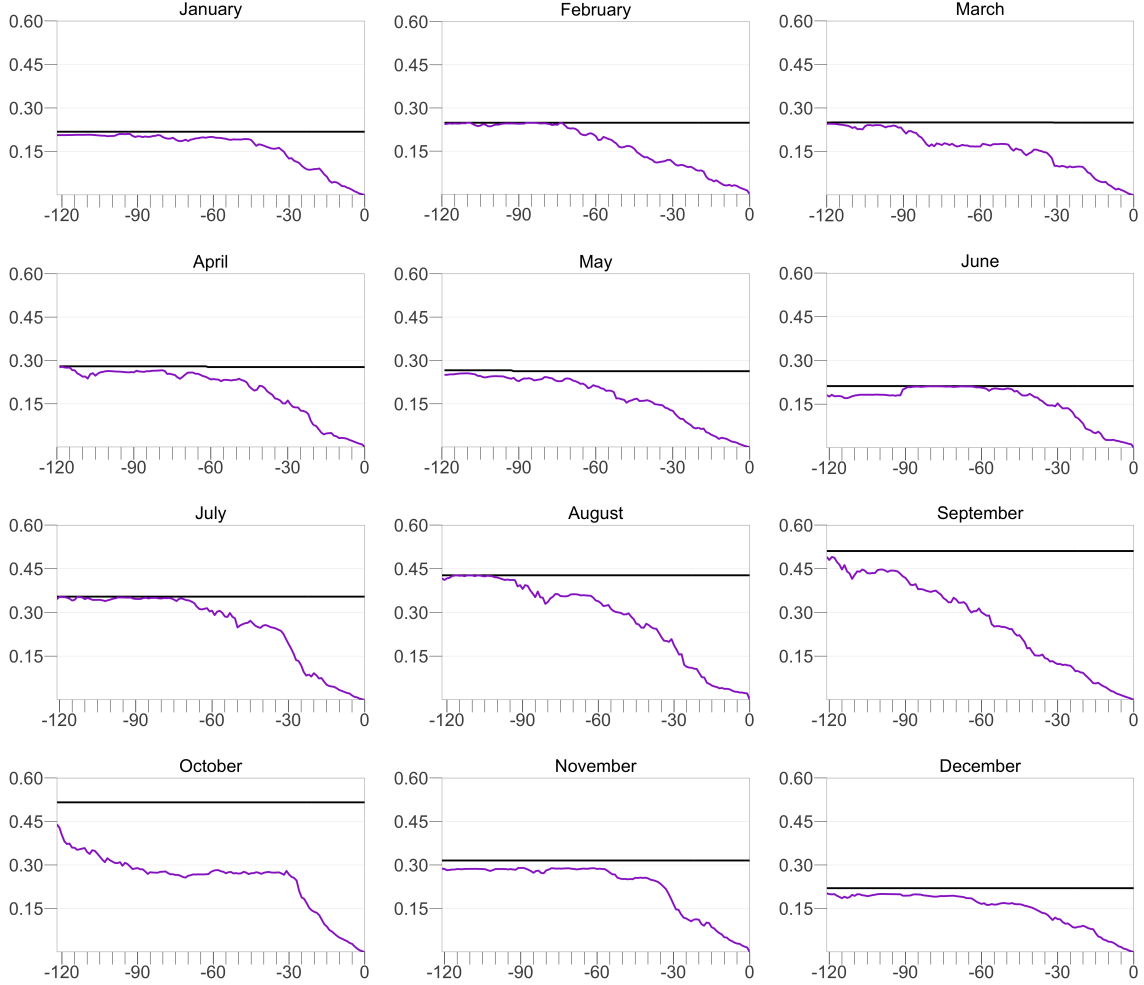 January February March
0.60 0.60 0.60
0.45 0.45 0.45
0.30 0.30 0.30
0.15 0.15 0.15
-120 -90 -60 -30 0 -120 -90 -60 -30 0 -120 -90 -60 -30 0
April May June
0.60 0.60 0.60
0.45 0.45 0.45
0.30 0.30 0.30
0.15 0.15 0.15
-120 -90 -60 -30 0 -120 -90 -60 -30 0 -120 -90 -60 -30 0
July August September
0.60 0.60 0.60
0.45 0.45 0.45
0.30 0.30 0.30
0.15 0.15 0.15
-120 -90 -60 -30 0 -120 -90 -60 -30 0 -120 -90 -60 -30 0
October November December
0.60 0.60 0.60
0.45 0.45 0.45
0.30 0.30 0.30
0.15 0.15 0.15
-120 -90 -60 -30 0 -120 -90 -60 -30 0 -120 -90 -60 -30 0